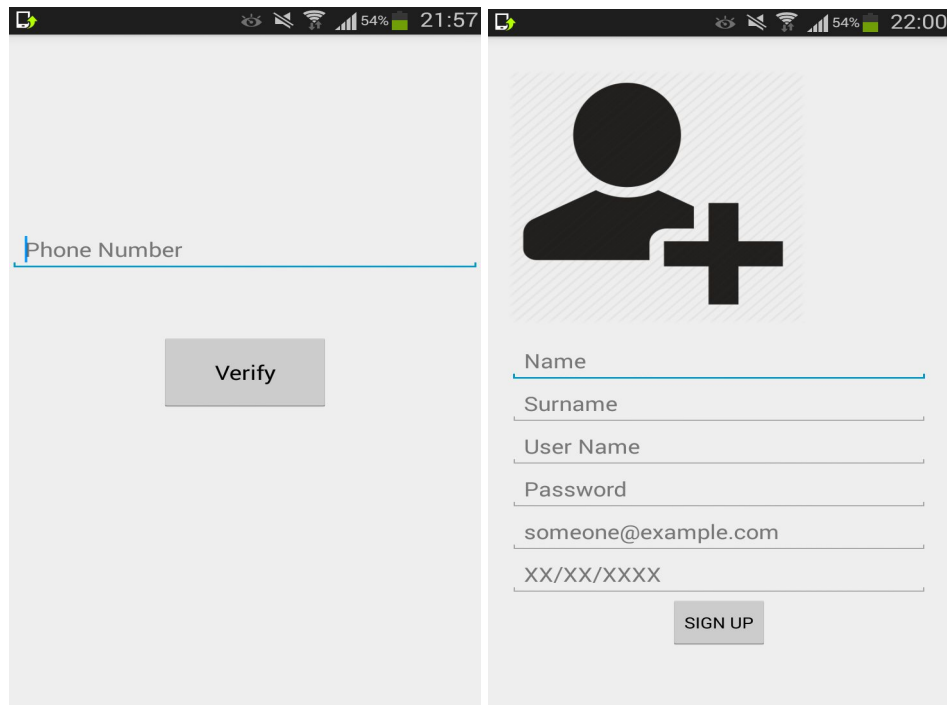 54% 21:57
Phone Number
Verify
54% 22:00
Name
Surname
User Name
Password
someone@example.com
XX/XX/XXXX
SIGN UP